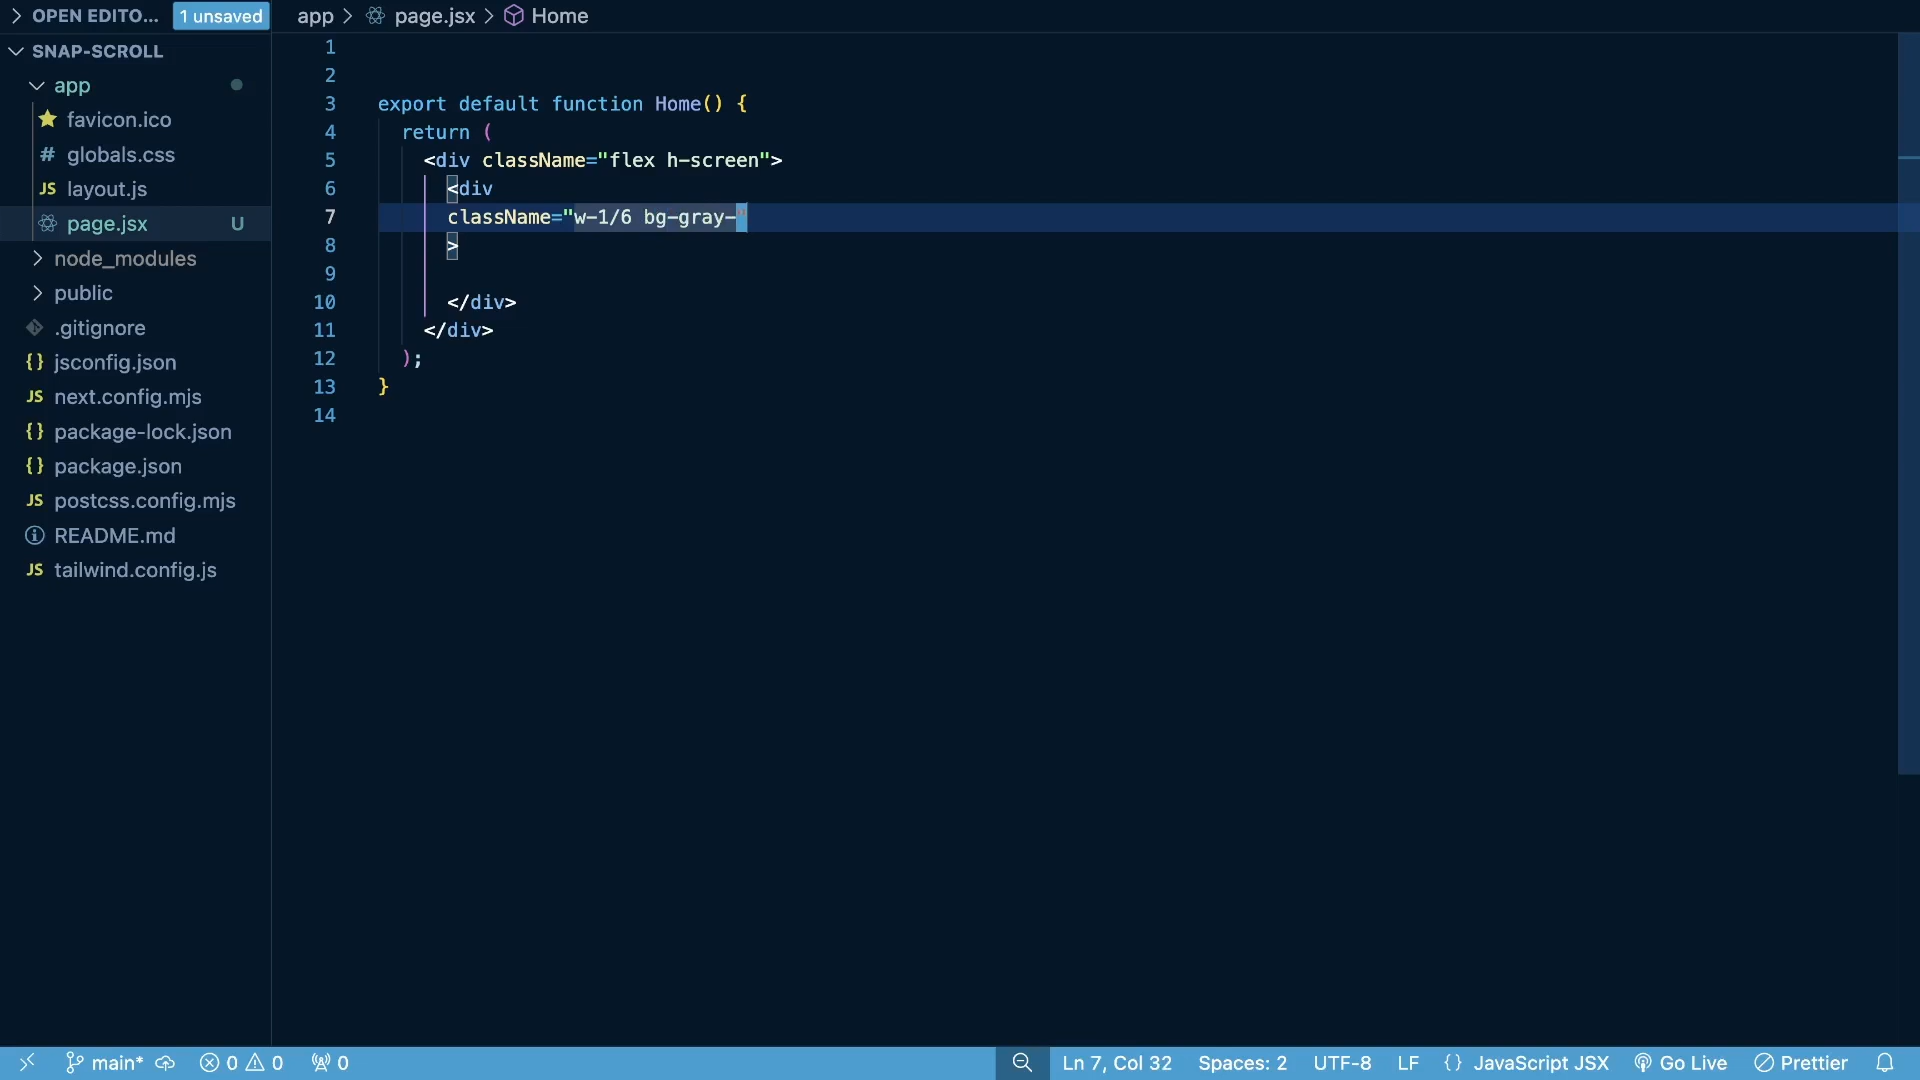 OPEN EDITO... 1 unsaved
SNAP-SCROLL
app
favicon.ico
globals.css
JS layout.js
page.jsx U
node_modules
public
.gitignore
{} jsconfig.json
JS next.config.mjs
{} package-lock.json
{} package.json
JS postcss.config.mjs
README.md
JS tailwind.config.js
app > page.jsx > Home
1
2
3 export default function Home() {
4 return (
5 <div className="flex h-screen">
6 <div
7 className="w-1/6 bg-gray-"
8 >
9
10 </div>
11 </div>
12 );
13 }
14
main* 0 0 0 Ln 7, Col 32 Spaces: 2 UTF-8 LF {} JavaScript JSX Go Live Prettier